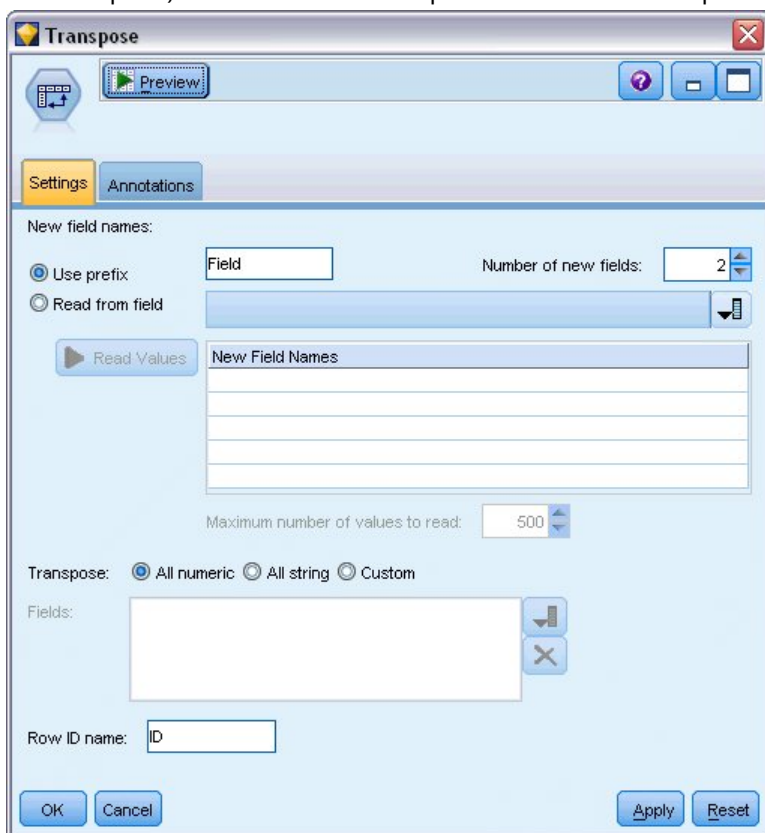 Transpose
Preview
Settings Annotations
New field names:
Use prefix Field Number of new fields: 2
Read from field
Read Values New Field Names
Maximum number of values to read: 500
Transpose: All numeric All string Custom
Fields:
Row ID name: ID
OK Cancel Apply Reset